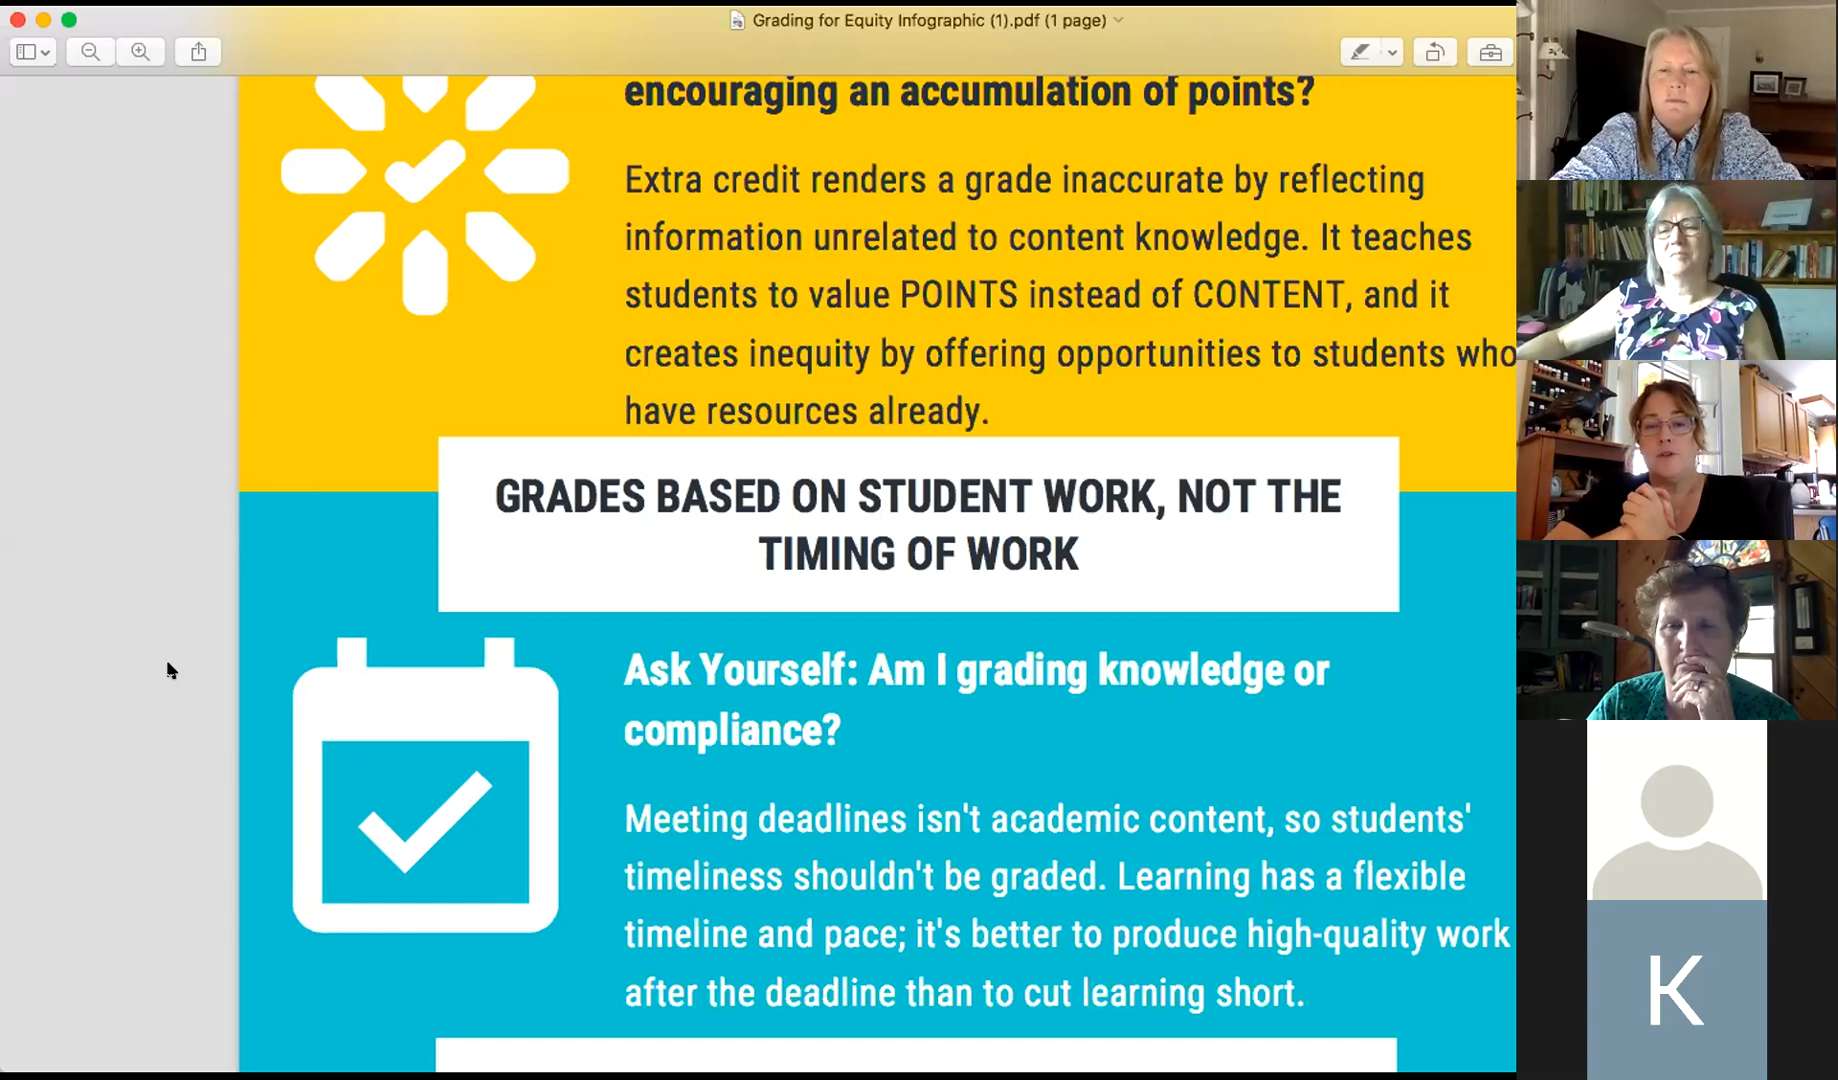 Grading for Equity Infographic (1).pdf (1 page)
encouraging an accumulation of points?
Extra credit renders a grade inaccurate by reflecting
information unrelated to content knowledge. It teaches
students to value POINTS instead of CONTENT, and it
creates inequity by offering opportunities to students who
have resources already.
GRADES BASED ON STUDENT WORK, NOT THE
TIMING OF WORK
Ask Yourself: Am I grading knowledge or
compliance?
Meeting deadlines isn't academic content, so students'
timeliness shouldn't be graded. Learning has a flexible
timeline and pace; it's better to produce high-quality work
after the deadline than to cut learning short.
K